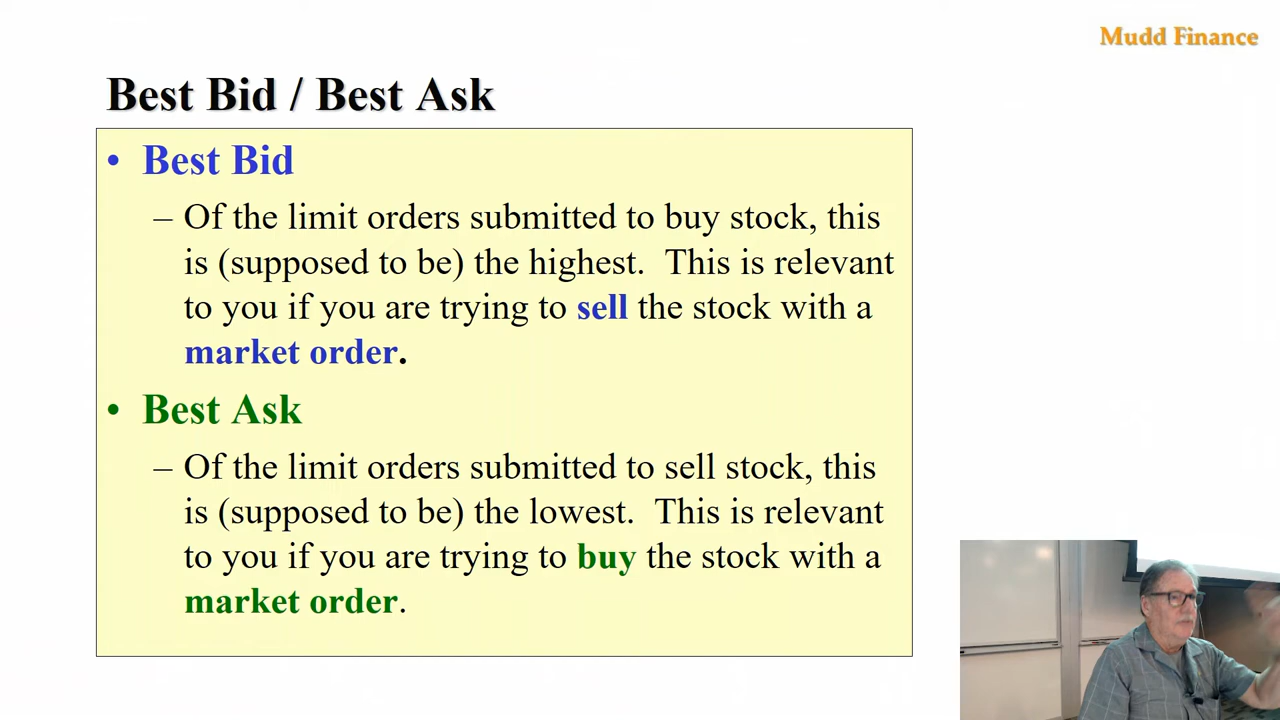 Mudd Finance
Best Bid / Best Ask
• Best Bid
– Of the limit orders submitted to buy stock, this
is (supposed to be) the highest.  This is relevant
to you if you are trying to sell the stock with a
market order.
• Best Ask
– Of the limit orders submitted to sell stock, this
is (supposed to be) the lowest.  This is relevant
to you if you are trying to buy the stock with a
market order.